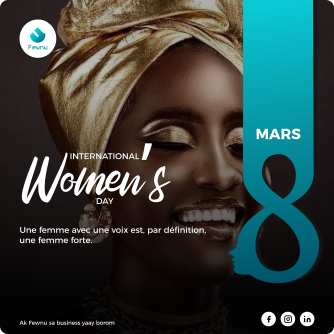 Fewnu
MARS
8
INTERNATIONAL
Women's
DAY
Une femme avec une voix est, par définition,
une femme forte.
Ak Fewnu sa business yaay borom